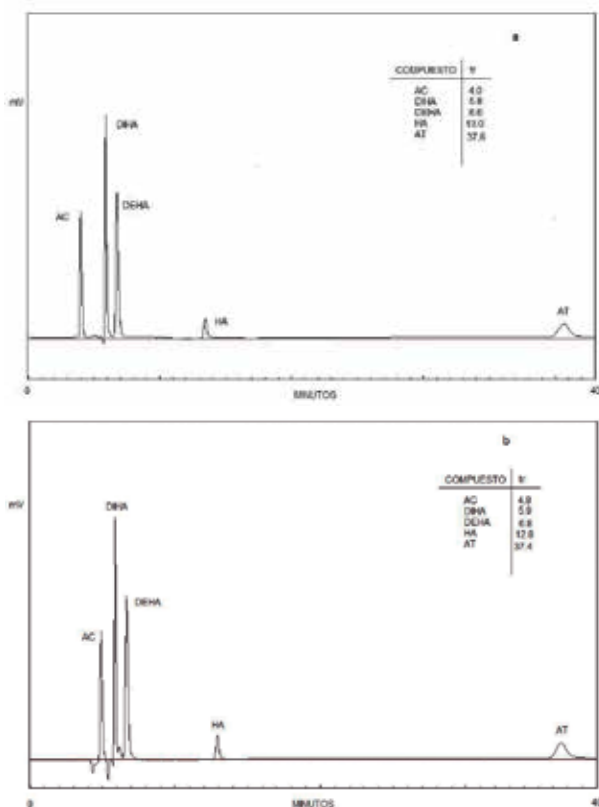 a
COMPUESTO tr
AC 4.0
DIHA 5.8
DEHA 6.6
HA 13.0
AT 37.6
mV
DIHA
DEHA
AC
HA
AT
0 40
MINUTOS
b
COMPUESTO tr
AC 4.9
DIHA 5.9
DEHA 6.8
HA 12.8
AT 37.4
mV
DIHA
DEHA
AC
HA
AT
0 40
MINUTOS